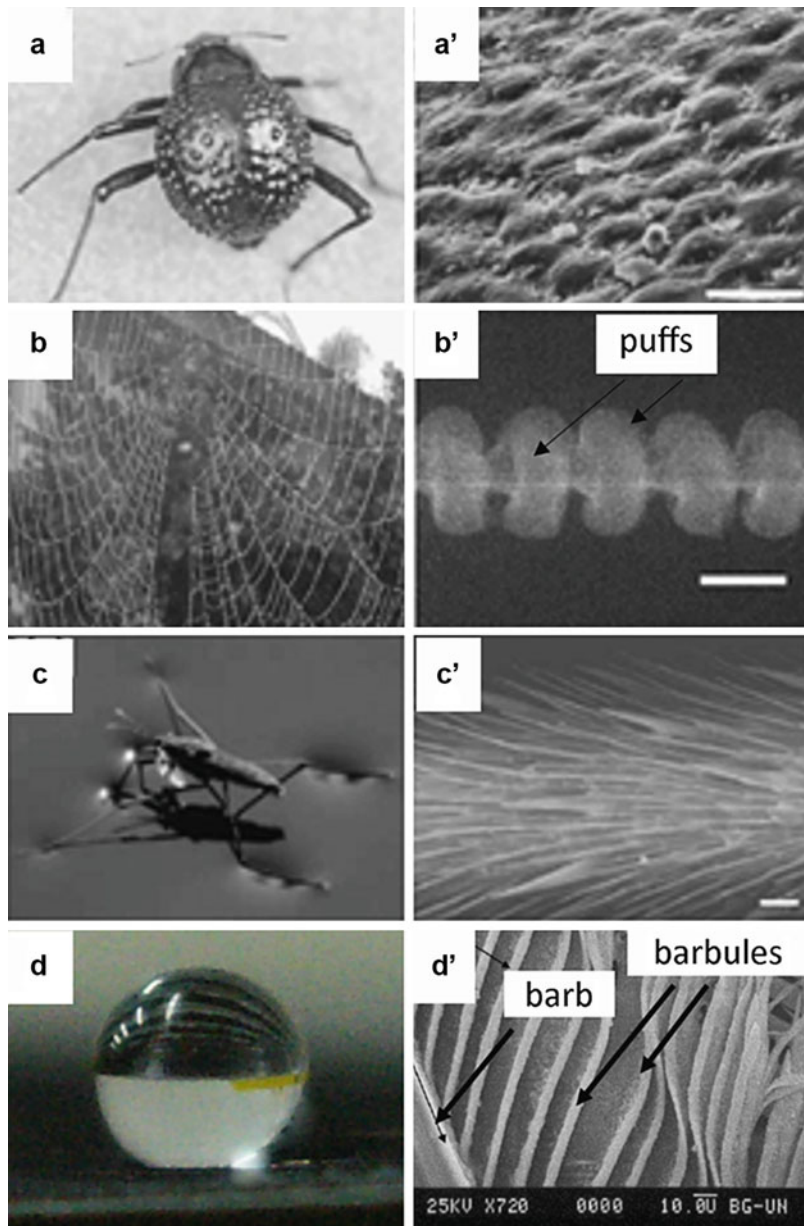 a
a’
b
b’
puffs
c
c’
d
d’
barbules
barb
25KV X720 0000 10.0U BG-UN